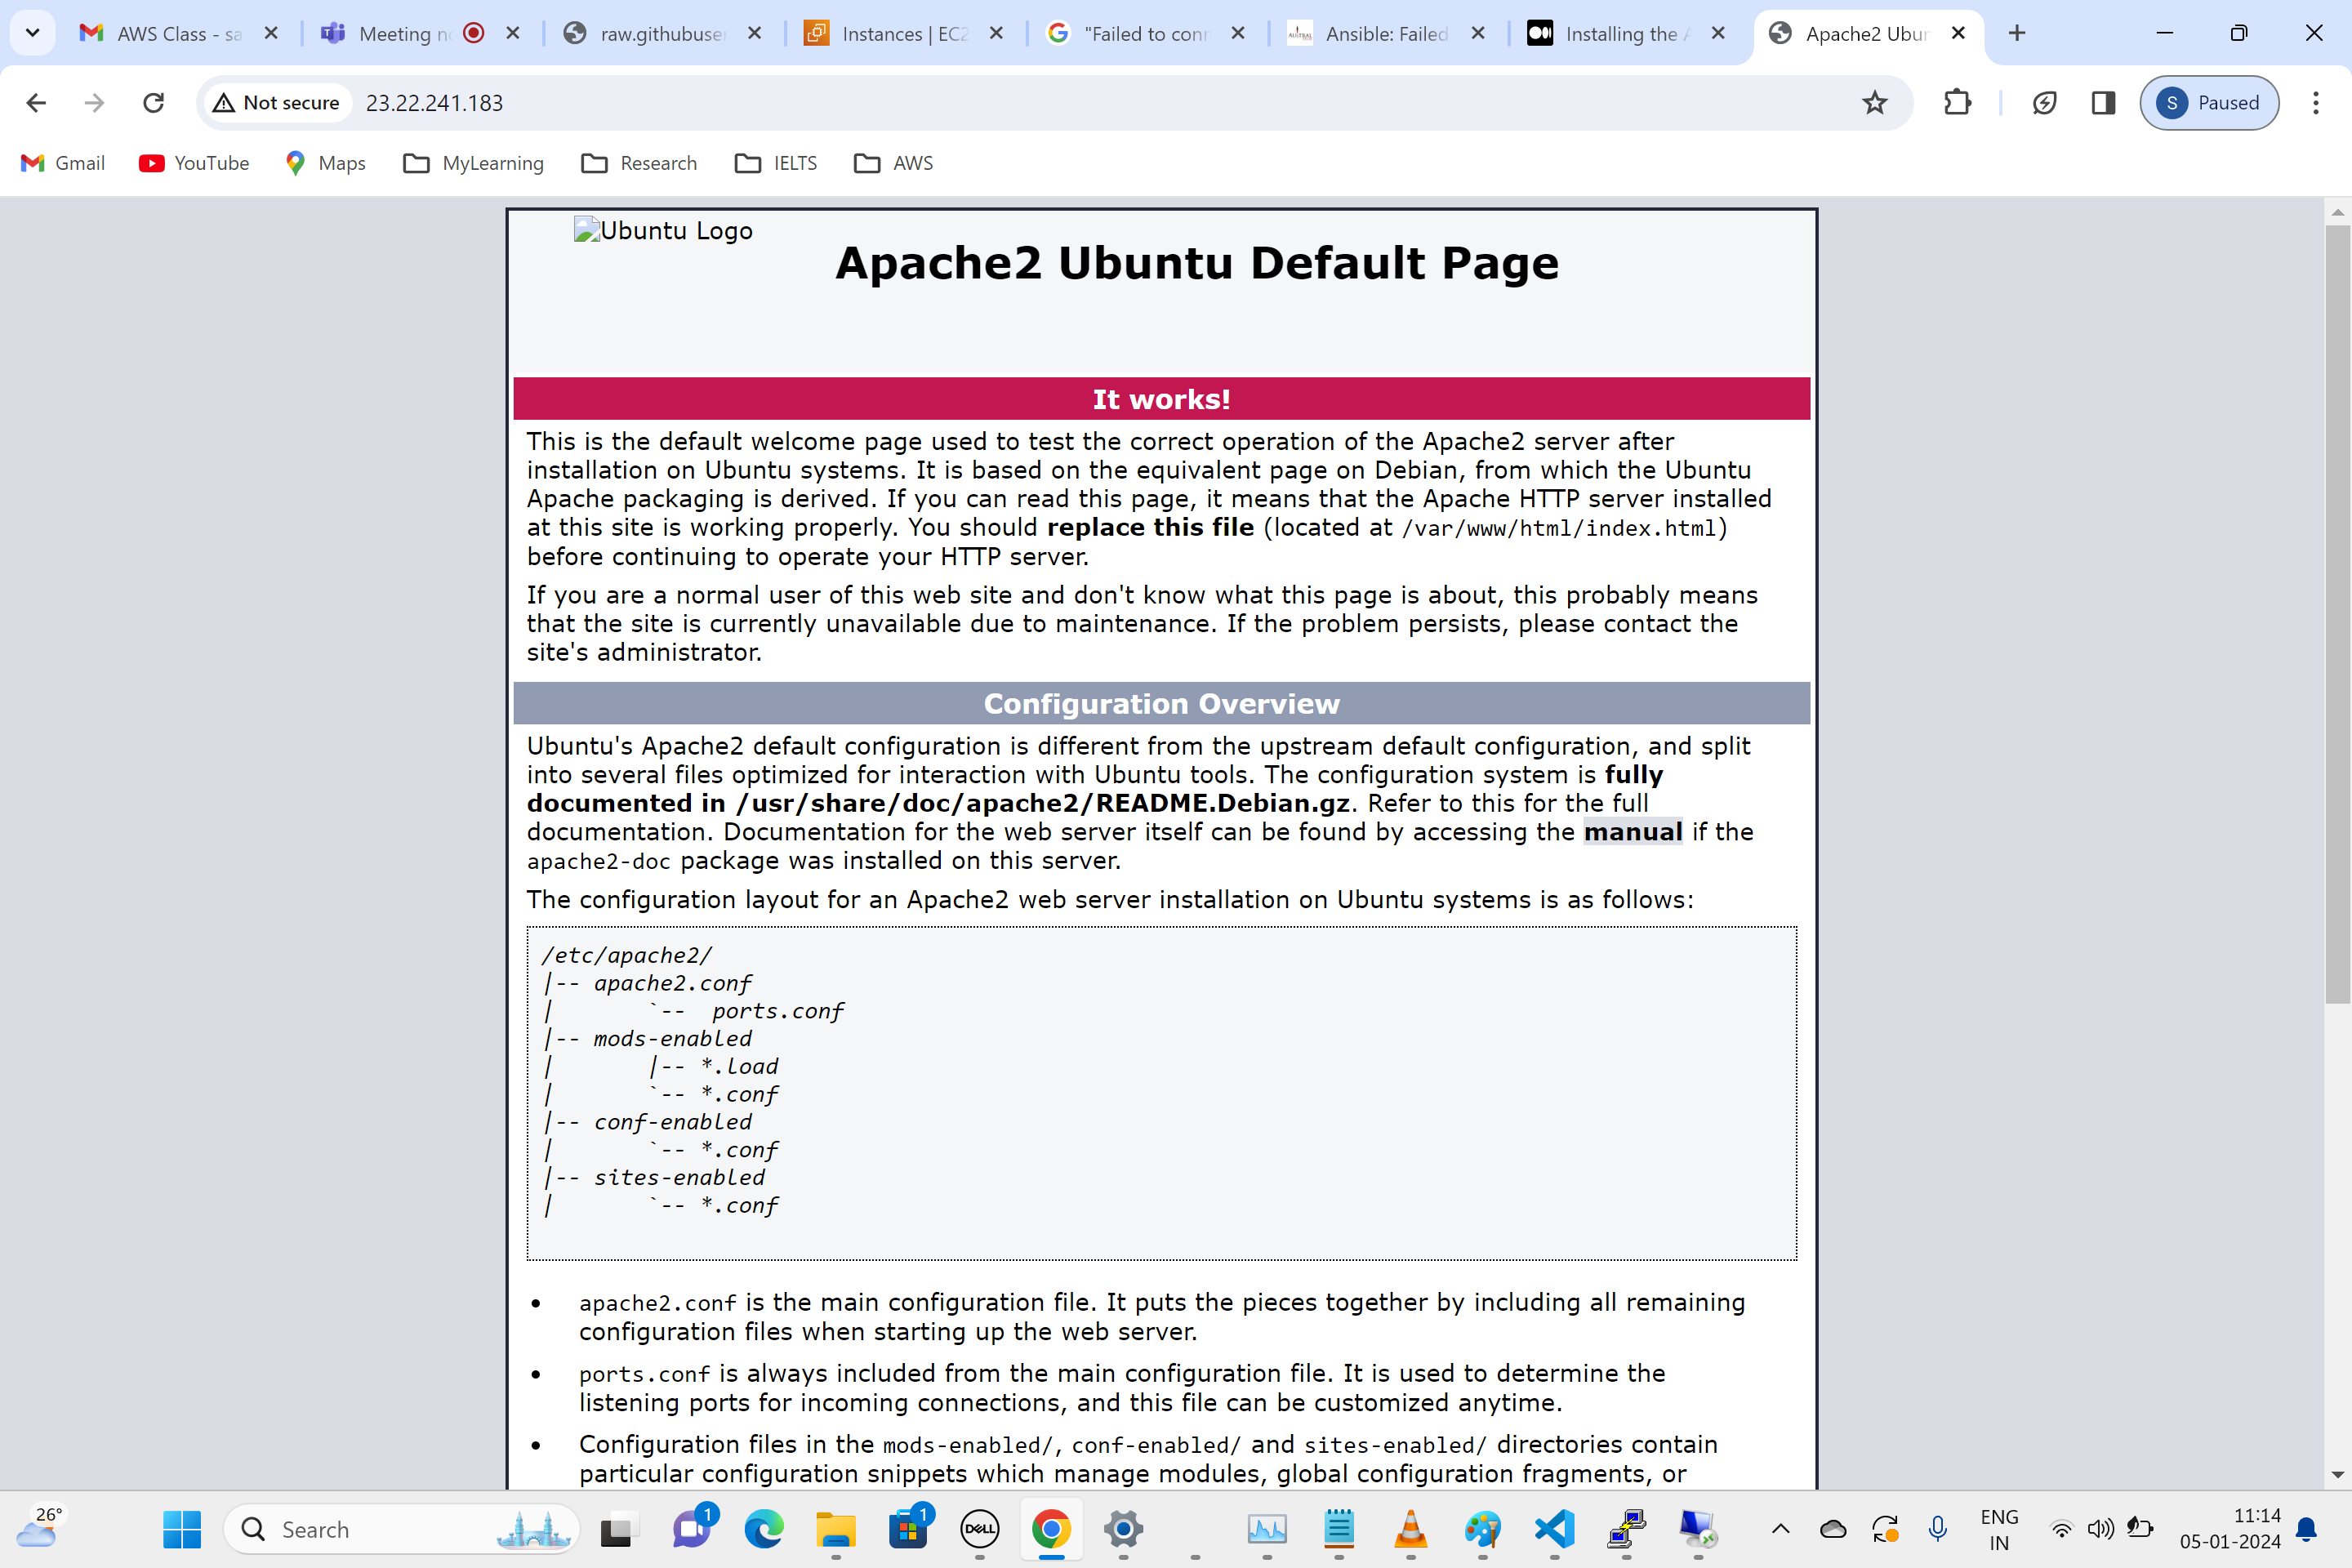 AWS Class - sa
Meeting n
raw.githubuser
Instances | EC2
"Failed to conr
Ansible: Failed
Installing the A
Apache2 Ubun
Not secure
23.22.241.183
S
Paused
Gmail
YouTube
Maps
MyLearning
Research
IELTS
AWS
Ubuntu Logo
Apache2 Ubuntu Default Page
It works!
This is the default welcome page used to test the correct operation of the Apache2 server after
installation on Ubuntu systems. It is based on the equivalent page on Debian, from which the Ubuntu
Apache packaging is derived. If you can read this page, it means that the Apache HTTP server installed
at this site is working properly. You should replace this file (located at /var/www/html/index.html)
before continuing to operate your HTTP server.
If you are a normal user of this web site and don't know what this page is about, this probably means
that the site is currently unavailable due to maintenance. If the problem persists, please contact the
site's administrator.
Configuration Overview
Ubuntu's Apache2 default configuration is different from the upstream default configuration, and split
into several files optimized for interaction with Ubuntu tools. The configuration system is fully
documented in /usr/share/doc/apache2/README.Debian.gz. Refer to this for the full
documentation. Documentation for the web server itself can be found by accessing the manual if the
apache2-doc package was installed on this server.
The configuration layout for an Apache2 web server installation on Ubuntu systems is as follows:
/etc/apache2/
|-- apache2.conf
|       `--  ports.conf
|-- mods-enabled
|       |-- *.load
|       `-- *.conf
|-- conf-enabled
|       `-- *.conf
|-- sites-enabled
|       `-- *.conf
• apache2.conf is the main configuration file. It puts the pieces together by including all remaining
configuration files when starting up the web server.
• ports.conf is always included from the main configuration file. It is used to determine the
listening ports for incoming connections, and this file can be customized anytime.
• Configuration files in the mods-enabled/, conf-enabled/ and sites-enabled/ directories contain
particular configuration snippets which manage modules, global configuration fragments, or
26°
Search
1
1
DELL
ENG
IN
11:14
05-01-2024